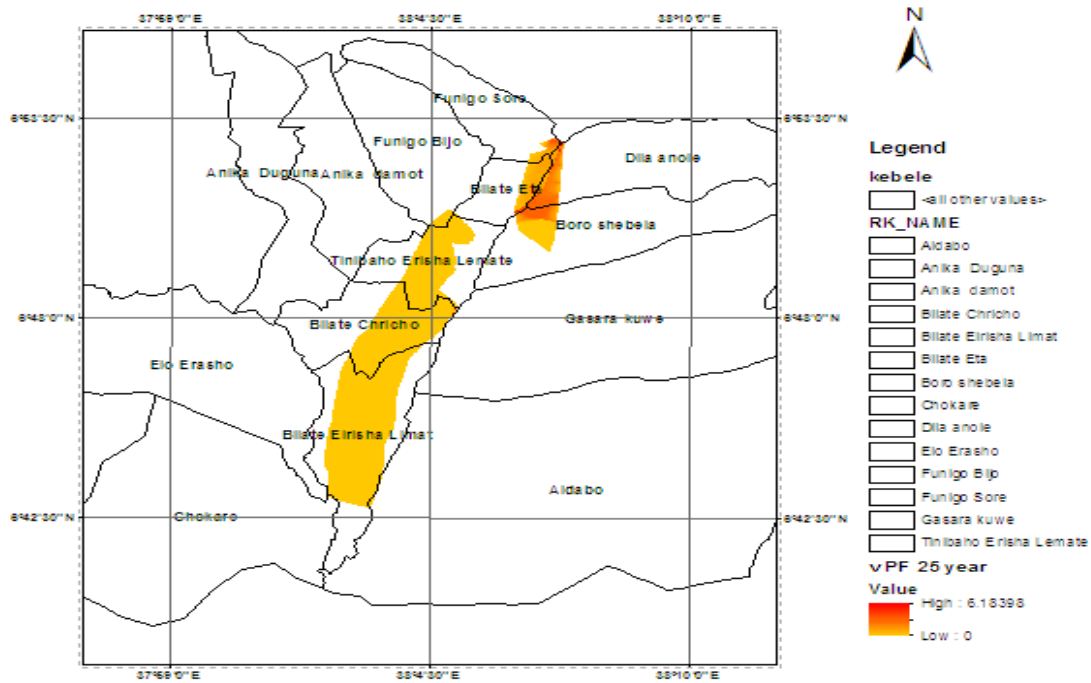 37°59'0"E 38°4'30"E 38°10'0"E
N
6°53'30"N 6°53'30"N
Funigo Sore
Funigo Bijo
Dila anole
Anika Duguna Anika damot
Bilate Eta
Boro shebela
Tinibaho Erisha Lemate
6°48'0"N 6°48'0"N
Bilate Chricho
Gasara kuwe
Elo Erasho
Bilate Eirisha Limat
Aldabo
Chokare
6°42'30"N 6°42'30"N
37°59'0"E 38°4'30"E 38°10'0"E
Legend
kebele
<all other values>
RK_NAME
Aldabo
Anika Duguna
Anika damot
Bilate Chricho
Bilate Eirisha Limat
Bilate Eta
Boro shebela
Chokare
Dila anole
Elo Erasho
Funigo Bijo
Funigo Sore
Gasara kuwe
Tinibaho Erisha Lemate
vPF 25 year
Value
High : 6.18398
Low : 0